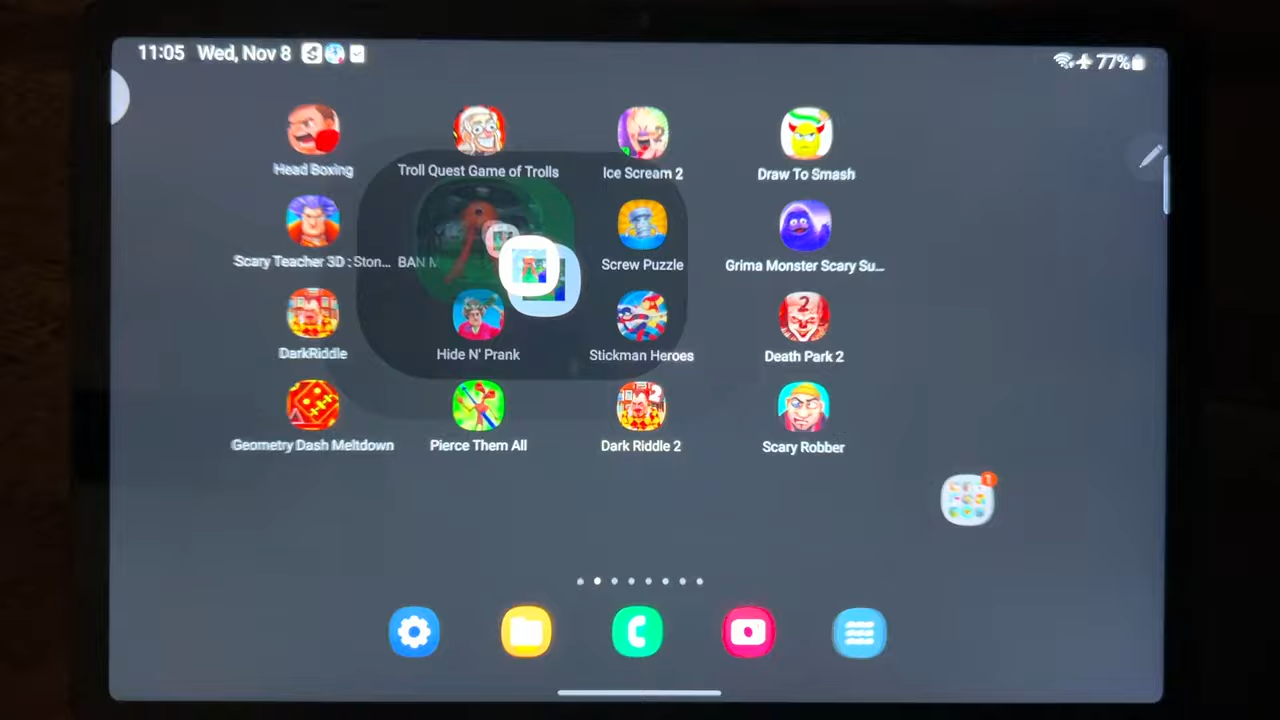 11:05 Wed, Nov 8
77%
Head Boxing
Troll Quest Game of Trolls
Ice Scream 2
Draw To Smash
Scary Teacher 3D : Ston...
BAN M
Screw Puzzle
Grima Monster Scary Su...
DarkRiddle
Hide N' Prank
Stickman Heroes
Death Park 2
Geometry Dash Meltdown
Pierce Them All
Dark Riddle 2
Scary Robber